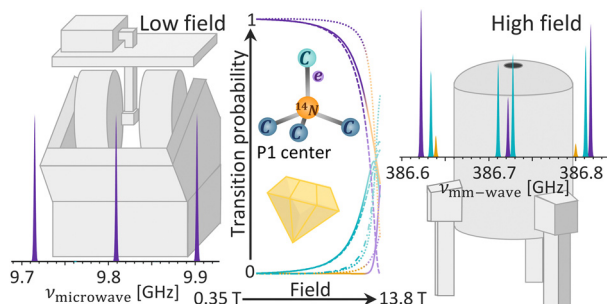 Low field
9.7
9.8
9.9
νmicrowave [GHz]
Transition probability
1
0
C
e
14N
C
C
C
P1 center
0.35 T
Field
13.8 T
High field
386.6
386.7
386.8
νmm−wave [GHz]